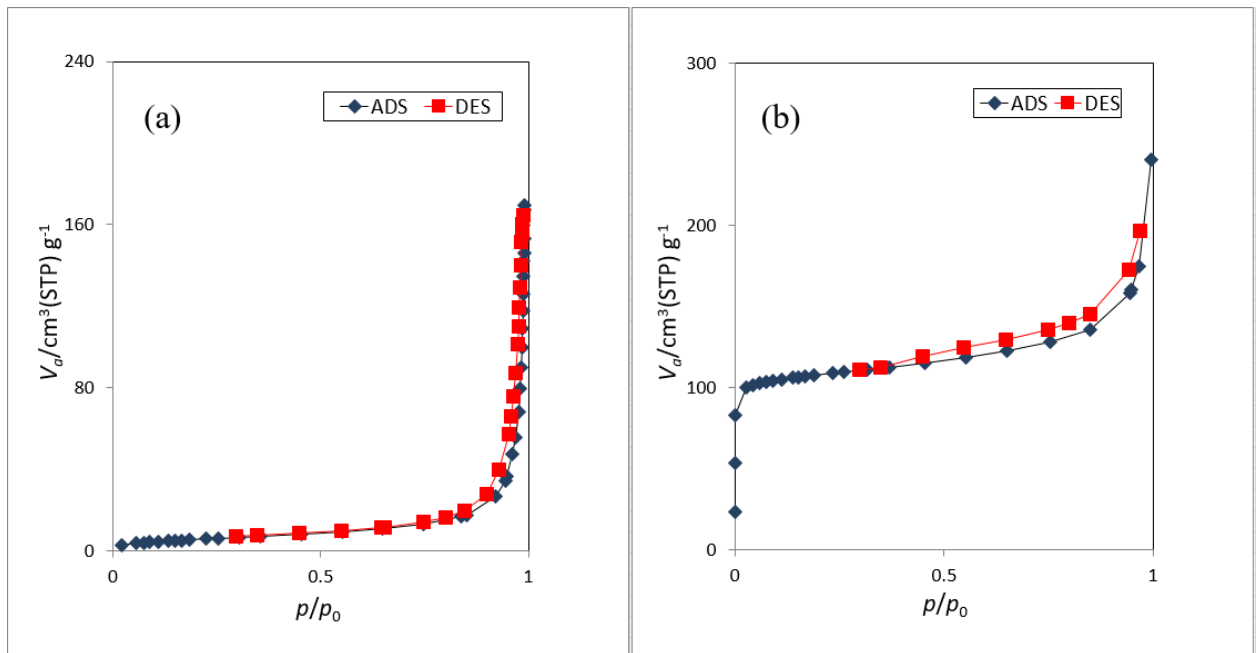 240
(a)
ADS DES
160
Va/cm³(STP) g⁻¹
80
0
0 0.5 1
p/p₀
300
(b)
ADS DES
200
Va/cm³(STP) g⁻¹
100
0
0 0.5 1
p/p₀